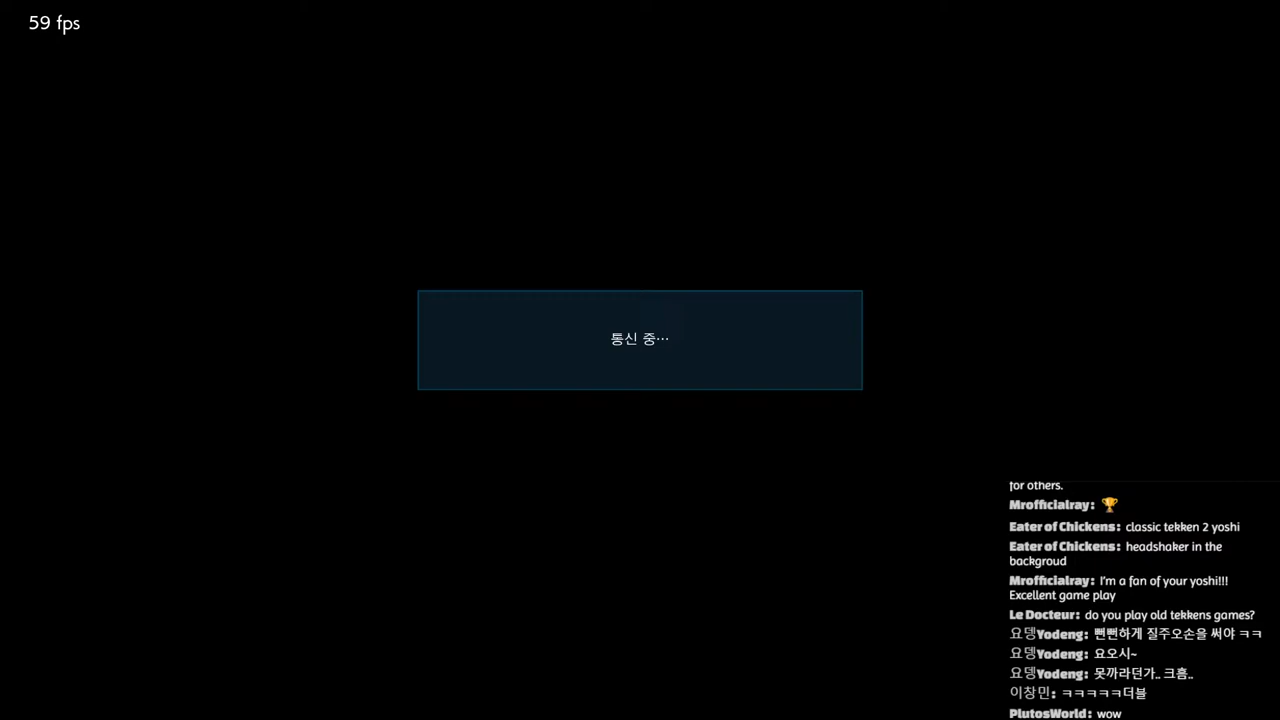 59 fps
통신 중…
for others.
Mrofficialray: 🏆
Eater of Chickens: classic tekken 2 yoshi
Eater of Chickens: headshaker in the
backgroud
Mrofficialray: I'm a fan of your yoshi!!!
Excellent game play
Le Docteur: do you play old tekkens games?
요뎅Yodeng: 뻔뻔하게 질주오손을 써야 ㅋㅋ
요뎅Yodeng: 요오시~
요뎅Yodeng: 못까라던가.. 크흠..
이창민: ㅋㅋㅋㅋㅋ더블
PlutosWorld: wow